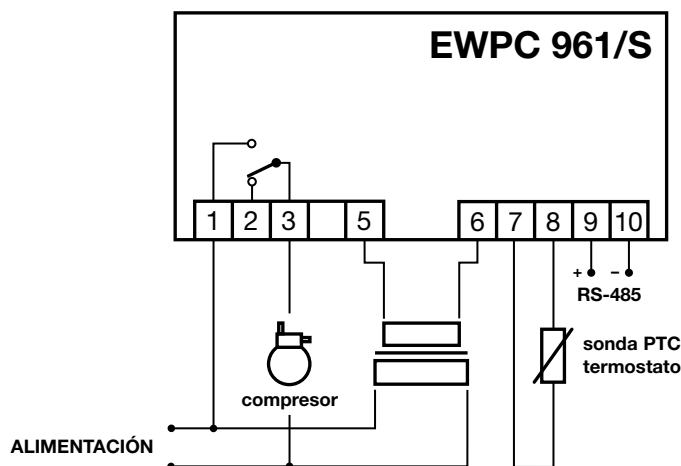 EWPC 961/S
1 2 3 5 6 7 8 9 10
+ −
RS-485
sonda PTC
termostato
compresor
ALIMENTACIÓN